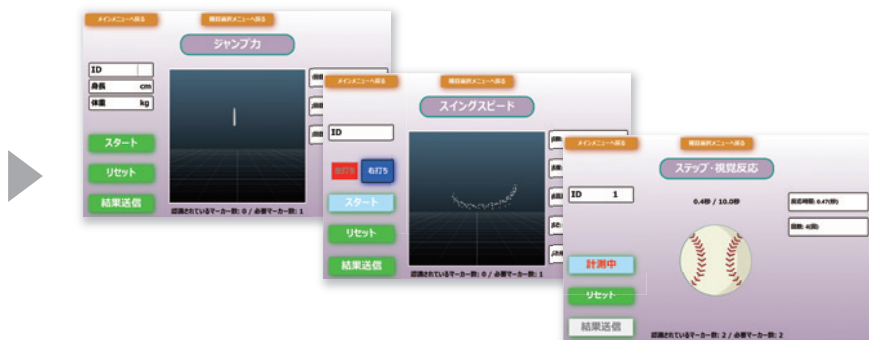 メインメニューへ戻る
種目選択メニューへ戻る
ジャンプ力
ID
身長 cm
体重 kg
スタート
リセット
結果送信
認識されているマーカー数: 0 / 必要マーカー数: 1
メインメニューへ戻る
種目選択メニューへ戻る
スイングスピード
ID
左打ち
右打ち
スタート
リセット
結果送信
認識されているマーカー数: 0 / 必要マーカー数: 1
メインメニューへ戻る
種目選択メニューへ戻る
ステップ・視覚反応
ID 1
0.4秒 / 10.0秒
反応時間: 0.47(秒)
回数: 4(回)
計測中
リセット
結果送信
認識されているマーカー数: 2 / 必要マーカー数: 2